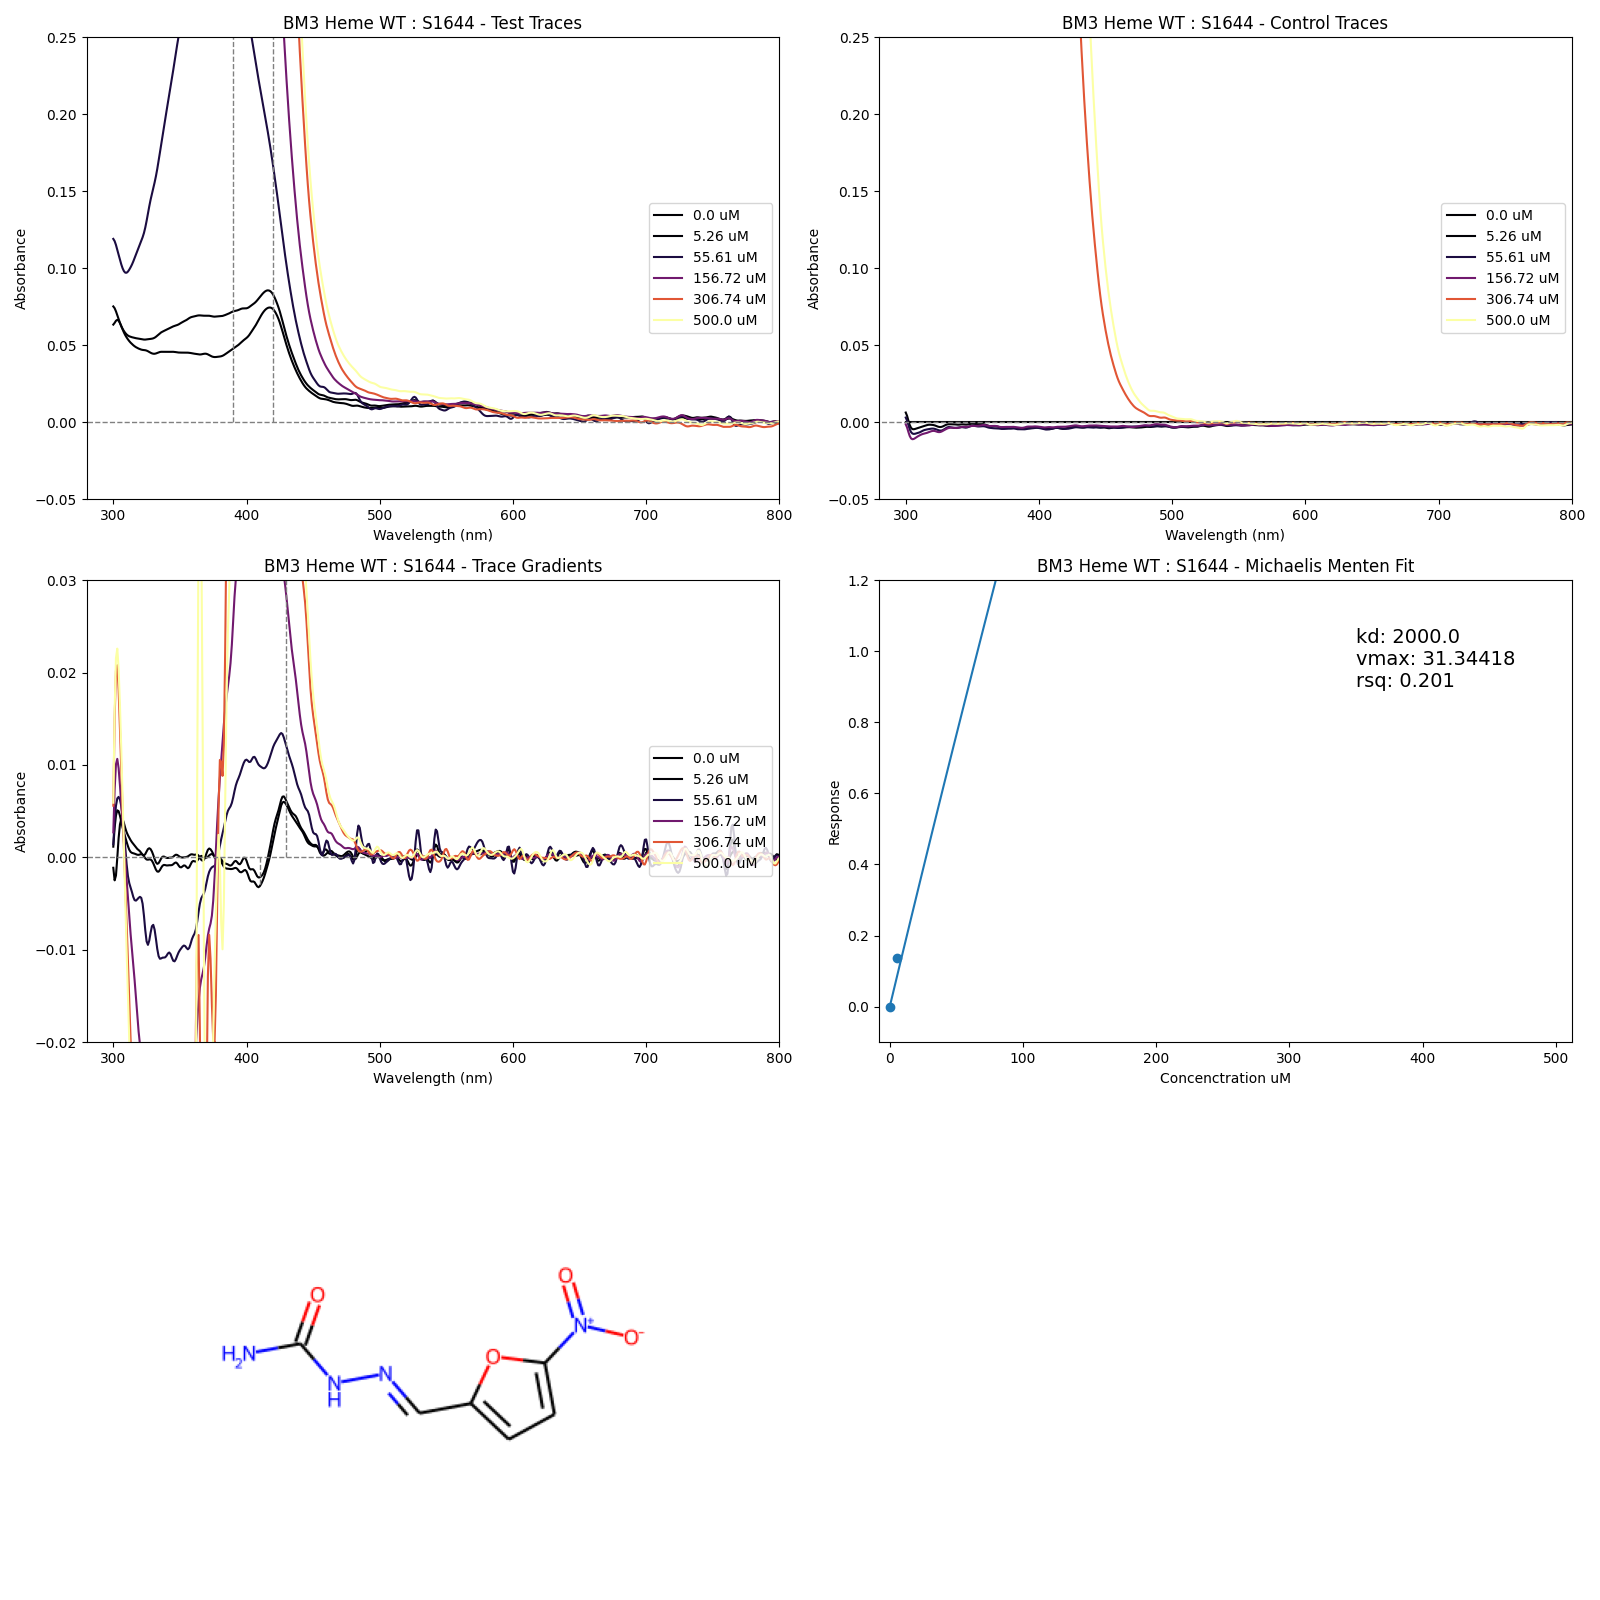 BM3 Heme WT : S1644 - Test Traces
0.25
0.20
0.15
0.10
0.05
0.00
−0.05
Absorbance
300 400 500 600 700 800
Wavelength (nm)
0.0 uM
5.26 uM
55.61 uM
156.72 uM
306.74 uM
500.0 uM
BM3 Heme WT : S1644 - Control Traces
0.25
0.20
0.15
0.10
0.05
0.00
−0.05
Absorbance
300 400 500 600 700 800
Wavelength (nm)
0.0 uM
5.26 uM
55.61 uM
156.72 uM
306.74 uM
500.0 uM
BM3 Heme WT : S1644 - Trace Gradients
0.03
0.02
0.01
0.00
−0.01
−0.02
Absorbance
300 400 500 600 700 800
Wavelength (nm)
0.0 uM
5.26 uM
55.61 uM
156.72 uM
306.74 uM
500.0 uM
BM3 Heme WT : S1644 - Michaelis Menten Fit
1.2
1.0
0.8
0.6
0.4
0.2
0.0
Response
0 100 200 300 400 500
Concenctration uM
kd: 2000.0
vmax: 31.34418
rsq: 0.201
O
H2N
N
H
N
O
O
N+
O−